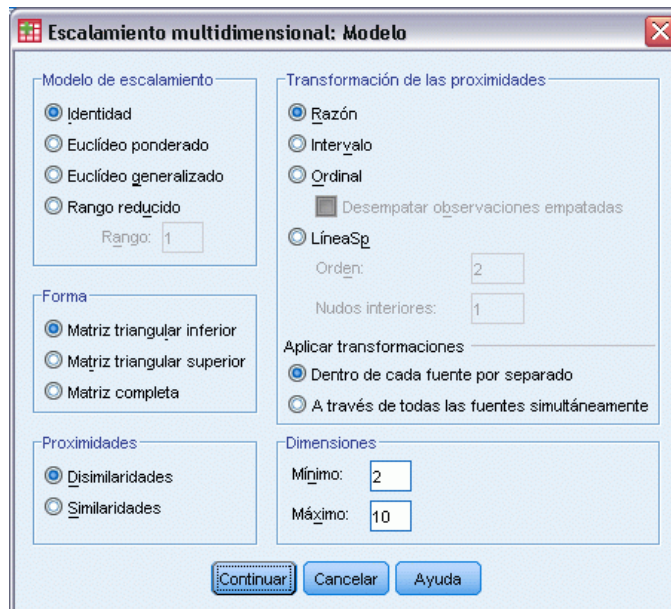 Escalamiento multidimensional: Modelo
Modelo de escalamiento
Identidad
Euclídeo ponderado
Euclídeo generalizado
Rango reducido
Rango: 1
Forma
Matriz triangular inferior
Matriz triangular superior
Matriz completa
Proximidades
Disimilaridades
Similaridades
Transformación de las proximidades
Razón
Intervalo
Ordinal
Desempatar observaciones empatadas
LíneaSp
Orden: 2
Nudos interiores: 1
Aplicar transformaciones
Dentro de cada fuente por separado
A través de todas las fuentes simultáneamente
Dimensiones
Mínimo: 2
Máximo: 10
Continuar Cancelar Ayuda